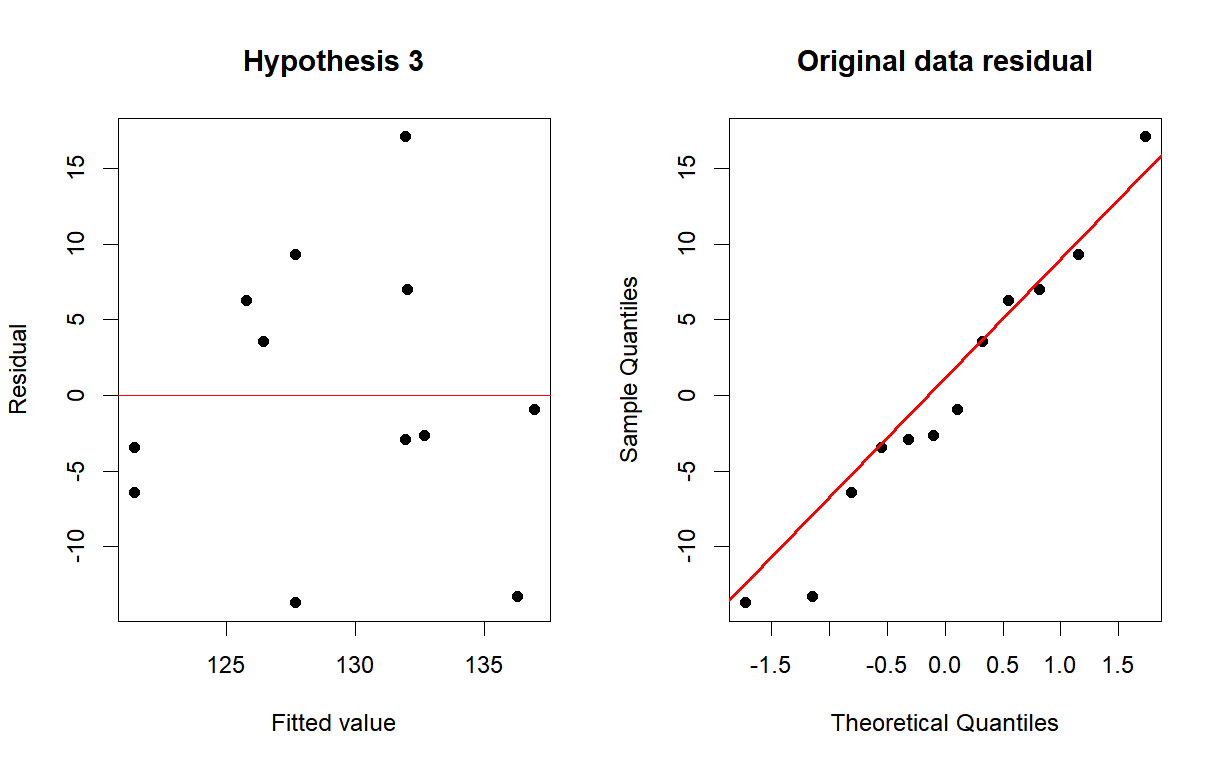 Hypothesis 3
Residual
15
10
5
0
-5
-10
125 130 135
Fitted value
Original data residual
Sample Quantiles
15
10
5
0
-5
-10
-1.5 -0.5 0.0 0.5 1.0 1.5
Theoretical Quantiles